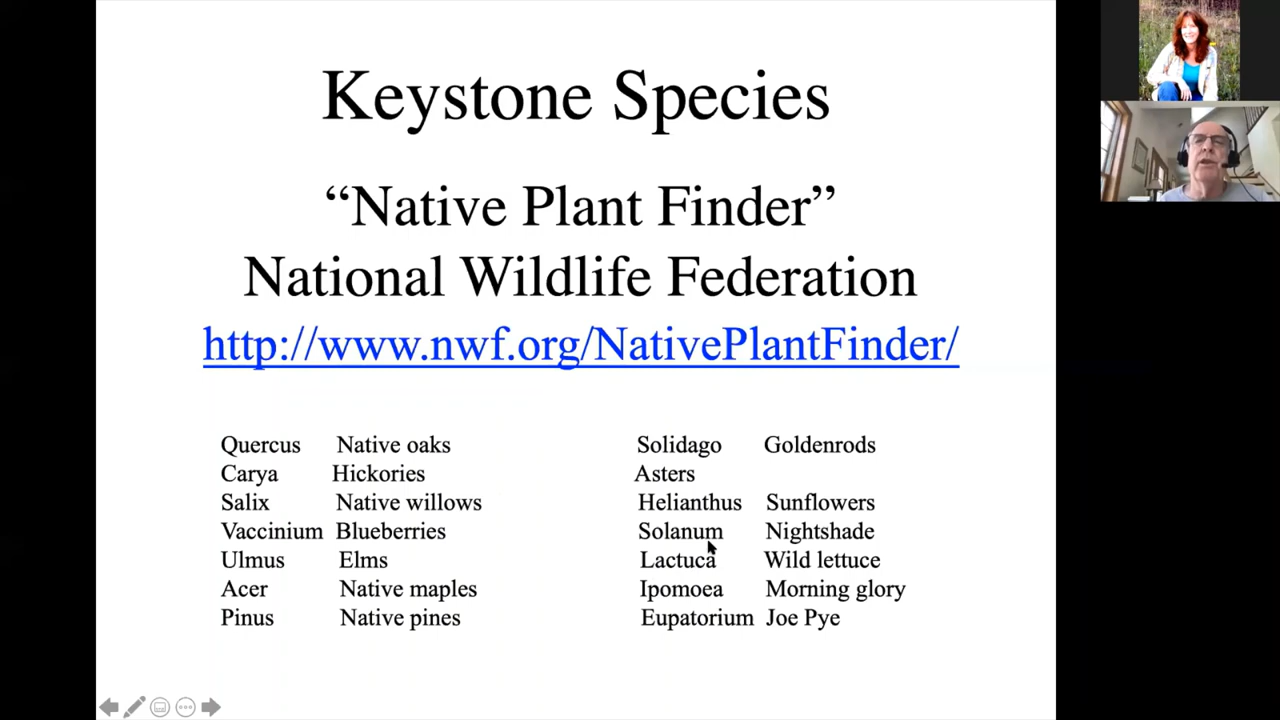 Keystone Species
“Native Plant Finder”
National Wildlife Federation
http://www.nwf.org/NativePlantFinder/
Quercus Native oaks
Carya Hickories
Salix Native willows
Vaccinium Blueberries
Ulmus Elms
Acer Native maples
Pinus Native pines
Solidago Goldenrods
Asters
Helianthus Sunflowers
Solanum Nightshade
Lactuca Wild lettuce
Ipomoea Morning glory
Eupatorium Joe Pye